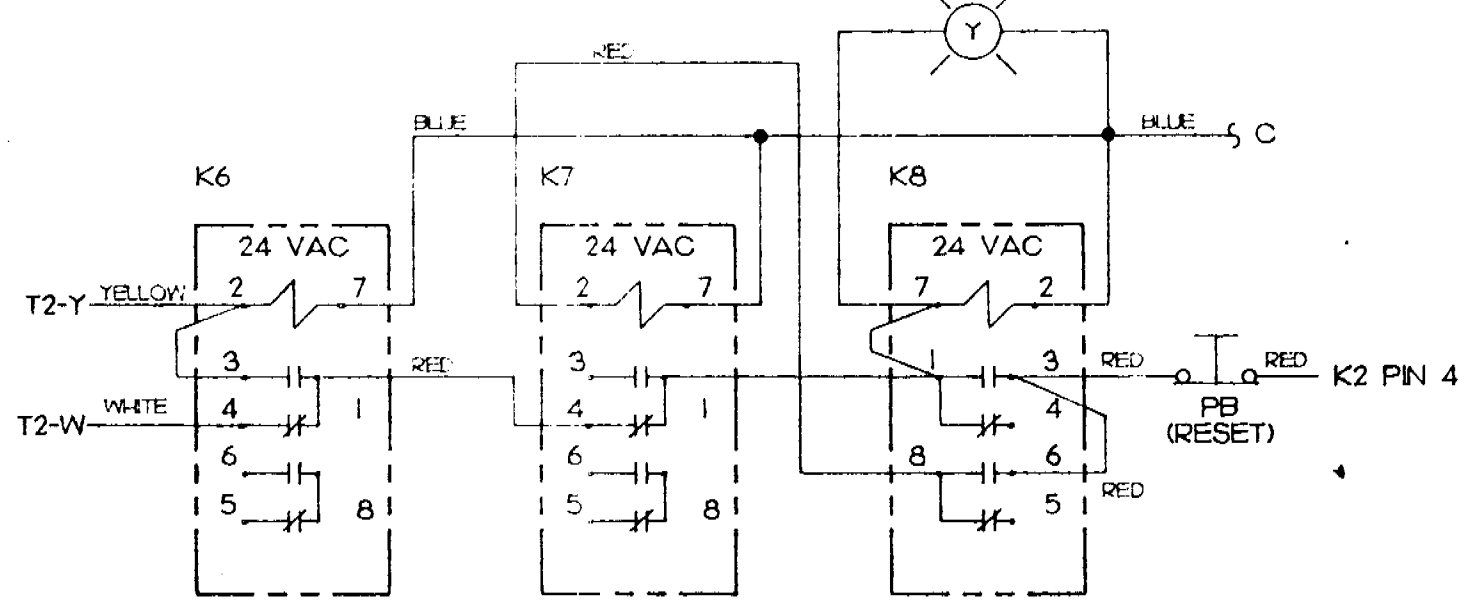 Y
RED
BLUE
BLUE
C
K6
K7
K8
24 VAC
24 VAC
24 VAC
T2-Y
YELLOW
2
7
2
7
7
2
3
RED
3
1
3
RED
RED
K2 PIN 4
T2-W
WHITE
4
1
4
1
4
PB
(RESET)
6
6
8
6
RED
5
8
5
8
5